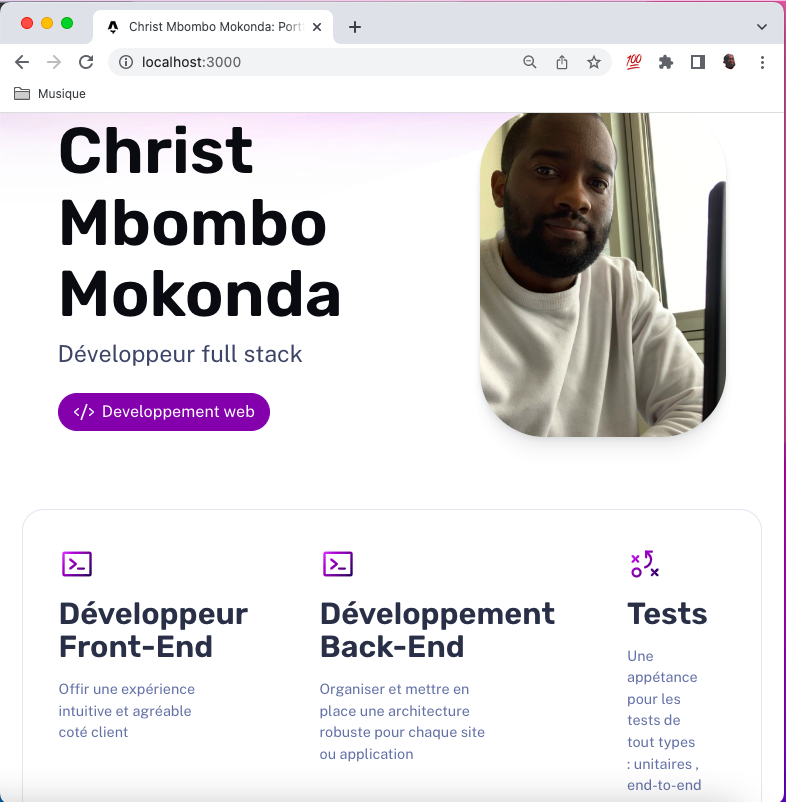 Christ Mbombo Mokonda: Port
localhost:3000
100
Musique
Christ
Mbombo
Mokonda
Développeur full stack
</> Developpement web
Développeur
Front-End
Offir une expérience
intuitive et agréable
coté client
Développement
Back-End
Organiser et mettre en
place une architecture
robuste pour chaque site
ou application
Tests
Une
appétance
pour les
tests de
tout types
: unitaires ,
end-to-end